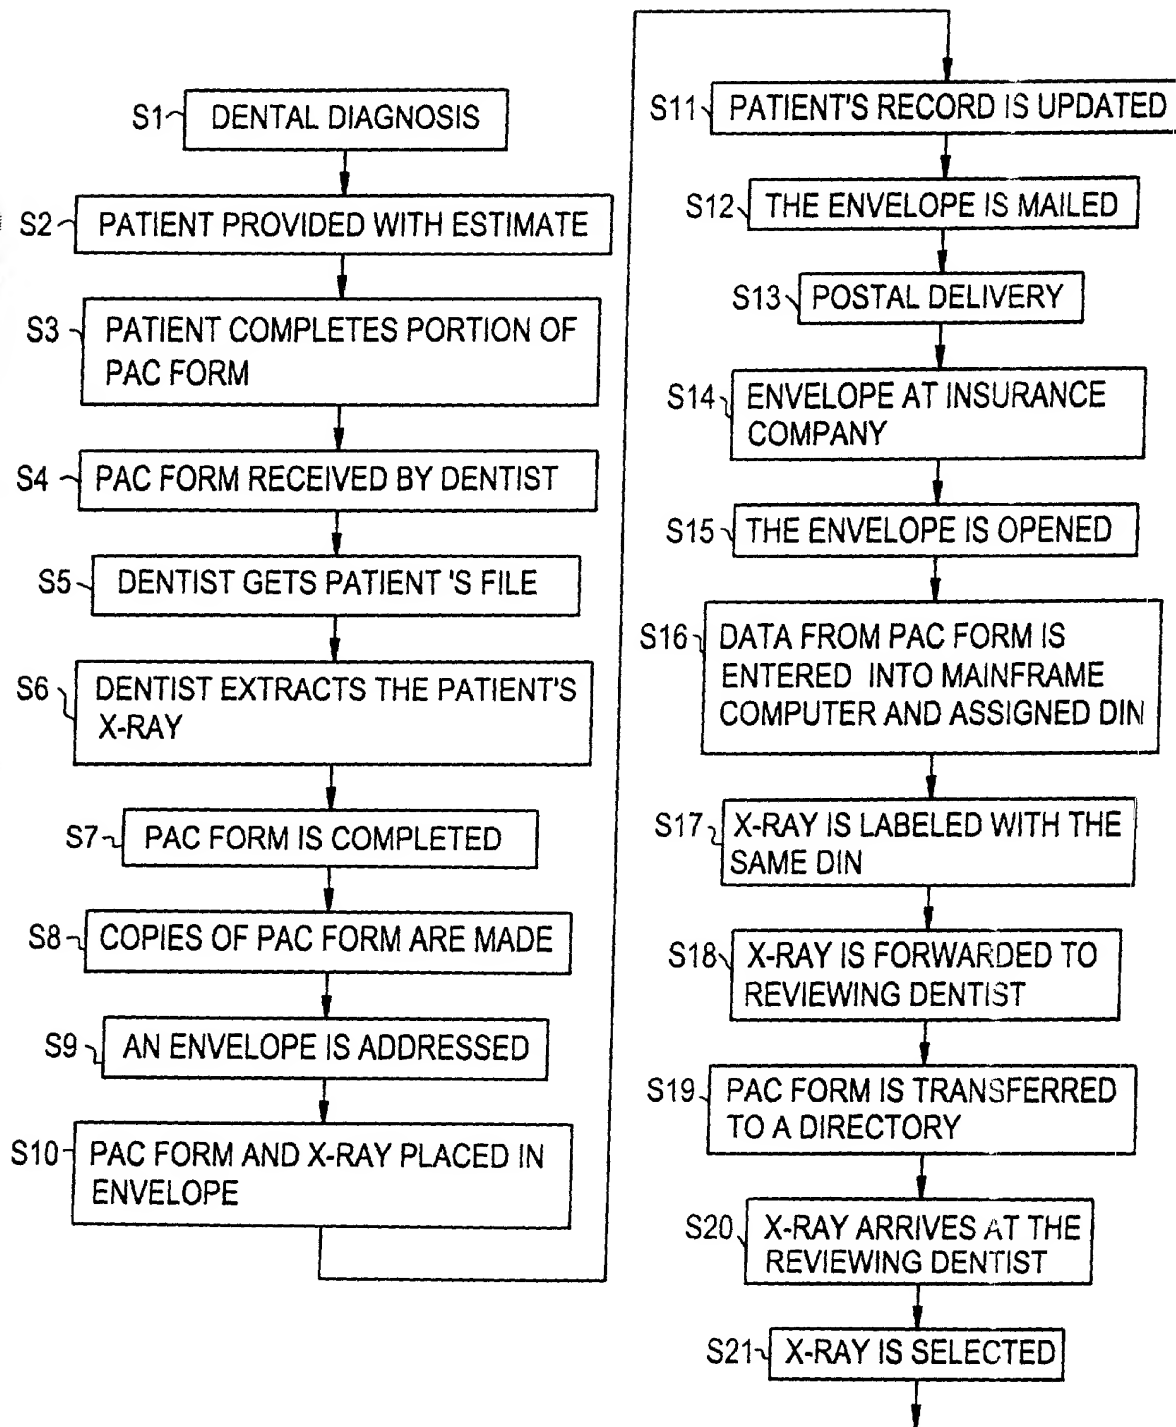 S1 DENTAL DIAGNOSIS
S2 PATIENT PROVIDED WITH ESTIMATE
S3 PATIENT COMPLETES PORTION OF
PAC FORM
S4 PAC FORM RECEIVED BY DENTIST
S5 DENTIST GETS PATIENT 'S FILE
S6 DENTIST EXTRACTS THE PATIENT'S
X-RAY
S7 PAC FORM IS COMPLETED
S8 COPIES OF PAC FORM ARE MADE
S9 AN ENVELOPE IS ADDRESSED
S10 PAC FORM AND X-RAY PLACED IN
ENVELOPE
S11 PATIENT'S RECORD IS UPDATED
S12 THE ENVELOPE IS MAILED
S13 POSTAL DELIVERY
S14 ENVELOPE AT INSURANCE
COMPANY
S15 THE ENVELOPE IS OPENED
S16 DATA FROM PAC FORM IS
ENTERED INTO MAINFRAME
COMPUTER AND ASSIGNED DIN
S17 X-RAY IS LABELED WITH THE
SAME DIN
S18 X-RAY IS FORWARDED TO
REVIEWING DENTIST
S19 PAC FORM IS TRANSFERRED
TO A DIRECTORY
S20 X-RAY ARRIVES AT THE
REVIEWING DENTIST
S21 X-RAY IS SELECTED